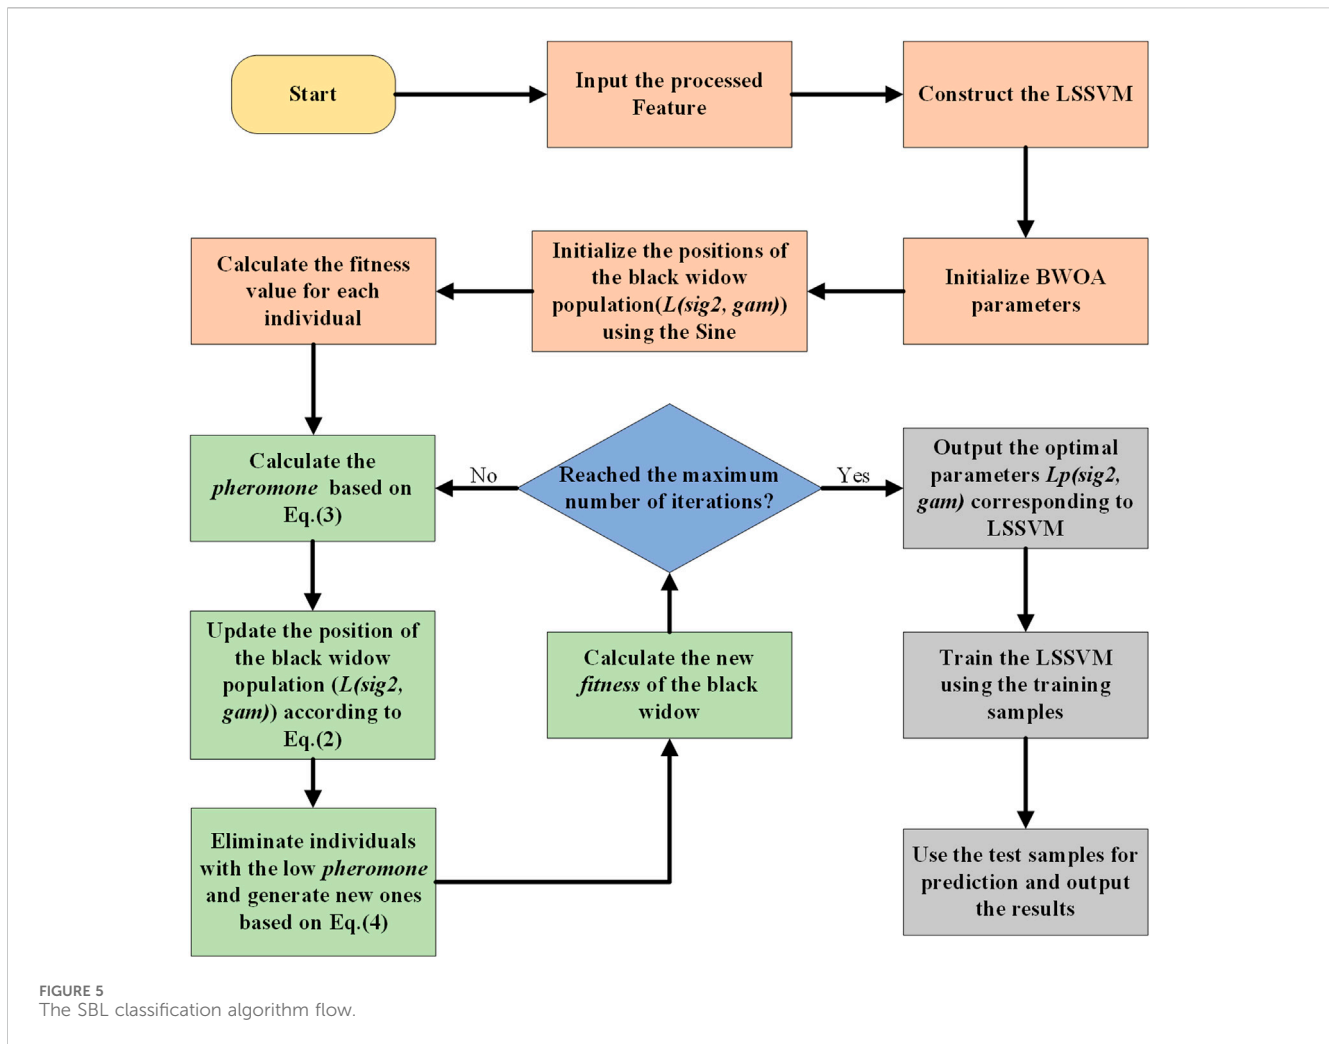 Start
Input the processed
Feature
Construct the LSSVM
Calculate the fitness
value for each
individual
Initialize the positions of
the black widow
population(L(sig2, gam))
using the Sine
Initialize BWOA
parameters
Calculate the
pheromone based on
Eq.(3)
No
Reached the maximum
number of iterations?
Yes
Output the optimal
parameters Lp(sig2,
gam) corresponding to
LSSVM
Update the position of
the black widow
population (L(sig2,
gam)) according to
Eq.(2)
Calculate the new
fitness of the black
widow
Train the LSSVM
using the training
samples
Eliminate individuals
with the low pheromone
and generate new ones
based on Eq.(4)
Use the test samples for
prediction and output
the results
FIGURE 5
The SBL classification algorithm flow.